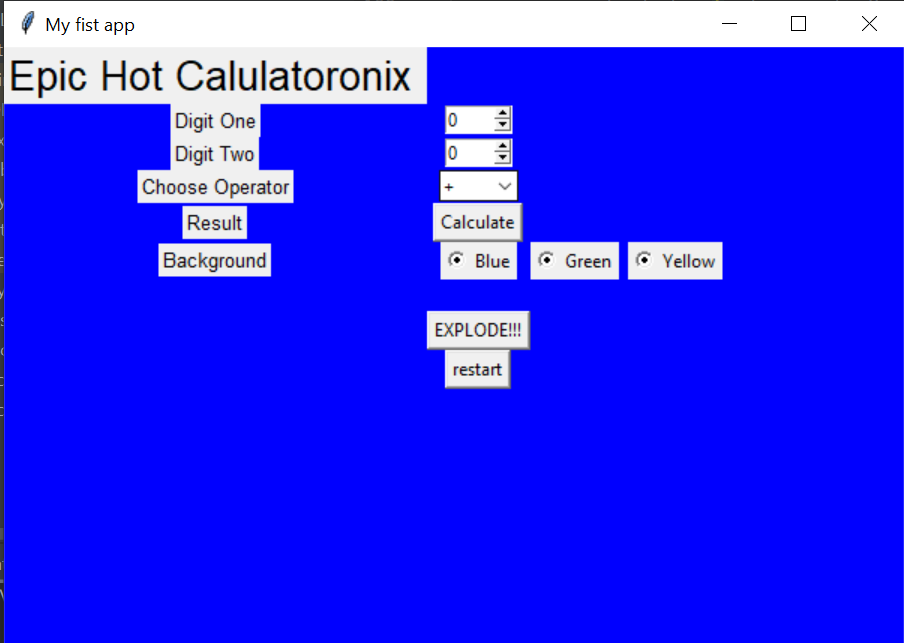 My fist app
Epic Hot Calulatoronix
Digit One 0
Digit Two 0
Choose Operator +
Result Calculate
Background Blue Green Yellow
EXPLODE!!!
restart